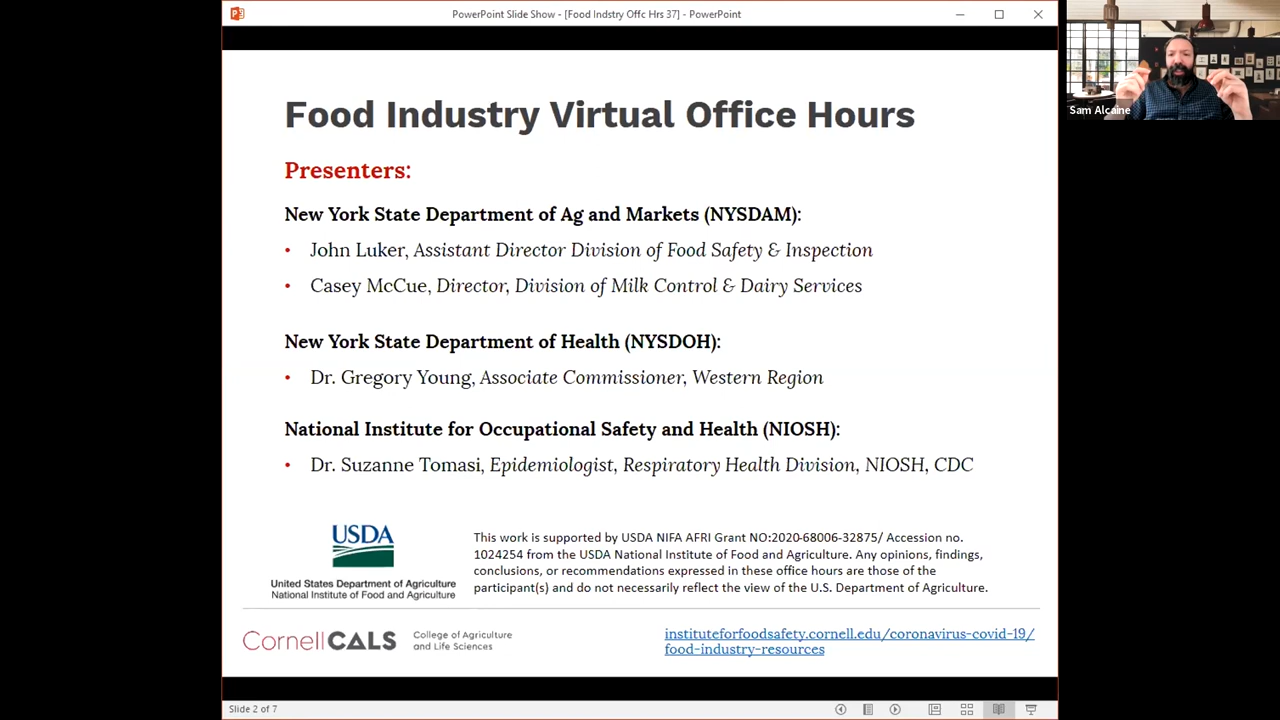 PowerPoint Slide Show - [Food Indstry Offc Hrs 37] - PowerPoint
Sam Alcaine
Food Industry Virtual Office Hours
Presenters:
New York State Department of Ag and Markets (NYSDAM):
• John Luker, Assistant Director Division of Food Safety & Inspection
• Casey McCue, Director, Division of Milk Control & Dairy Services
New York State Department of Health (NYSDOH):
• Dr. Gregory Young, Associate Commissioner, Western Region
National Institute for Occupational Safety and Health (NIOSH):
• Dr. Suzanne Tomasi, Epidemiologist, Respiratory Health Division, NIOSH, CDC
USDA
United States Department of Agriculture
National Institute of Food and Agriculture
This work is supported by USDA NIFA AFRI Grant NO:2020-68006-32875/ Accession no.
1024254 from the USDA National Institute of Food and Agriculture. Any opinions, findings,
conclusions, or recommendations expressed in these office hours are those of the
participant(s) and do not necessarily reflect the view of the U.S. Department of Agriculture.
CornellCALS
College of Agriculture
and Life Sciences
instituteforfoodsafety.cornell.edu/coronavirus-covid-19/
food-industry-resources
Slide 2 of 7